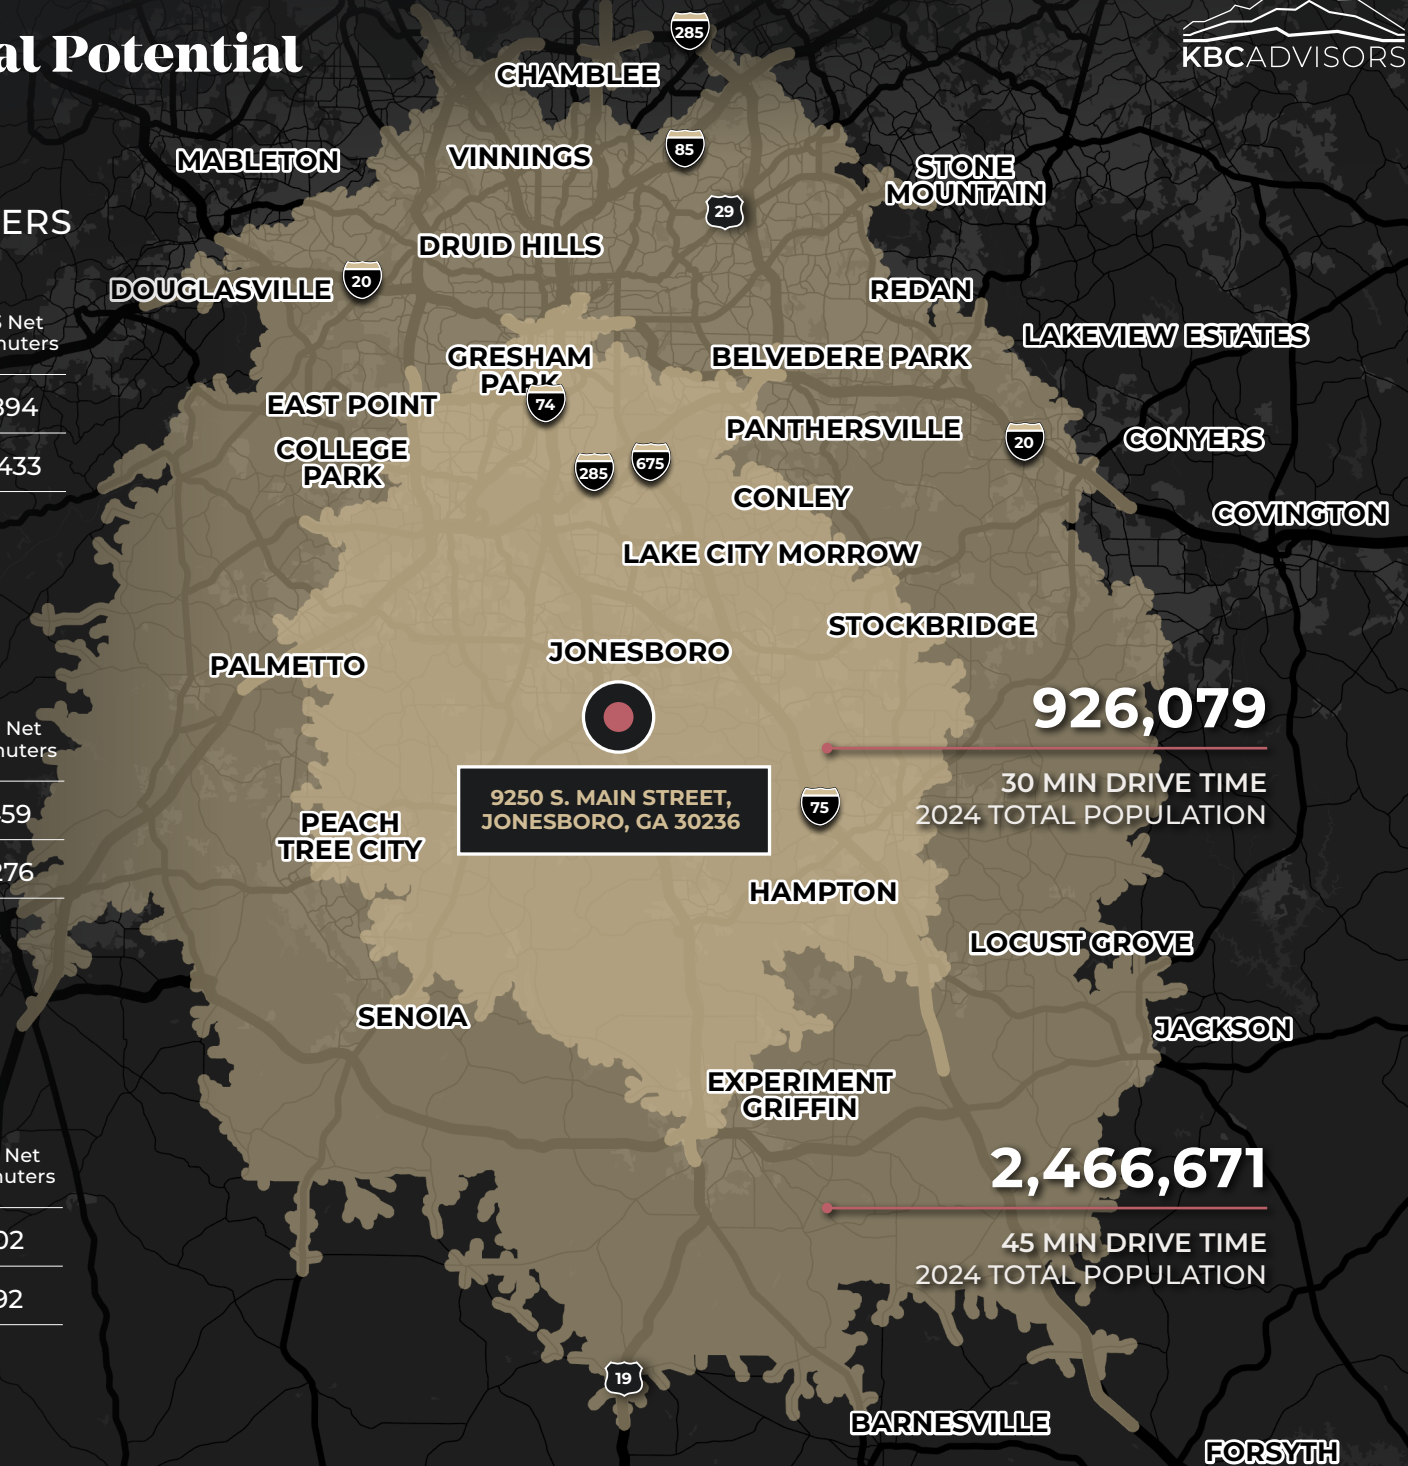 al Potential
KBCADVISORS
285
CHAMBLEE
85
VINNINGS
MABLETON
STONE
MOUNTAIN
29
ERS
DRUID HILLS
20
DOUGLASVILLE
REDAN
Net
nuters
LAKEVIEW ESTATES
GRESHAM
PARK
BELVEDERE PARK
894
EAST POINT
74
PANTHERSVILLE
20
CONYERS
COLLEGE
PARK
433
285
675
CONLEY
COVINGTON
LAKE CITY MORROW
STOCKBRIDGE
JONESBORO
PALMETTO
926,079
30 MIN DRIVE TIME
2024 TOTAL POPULATION
Net
nuters
59
276
9250 S. MAIN STREET,
JONESBORO, GA 30236
75
PEACH
TREE CITY
HAMPTON
LOCUST GROVE
SENOIA
JACKSON
EXPERIMENT
GRIFFIN
2,466,671
45 MIN DRIVE TIME
2024 TOTAL POPULATION
Net
nuters
02
92
19
BARNESVILLE
FORSYTH